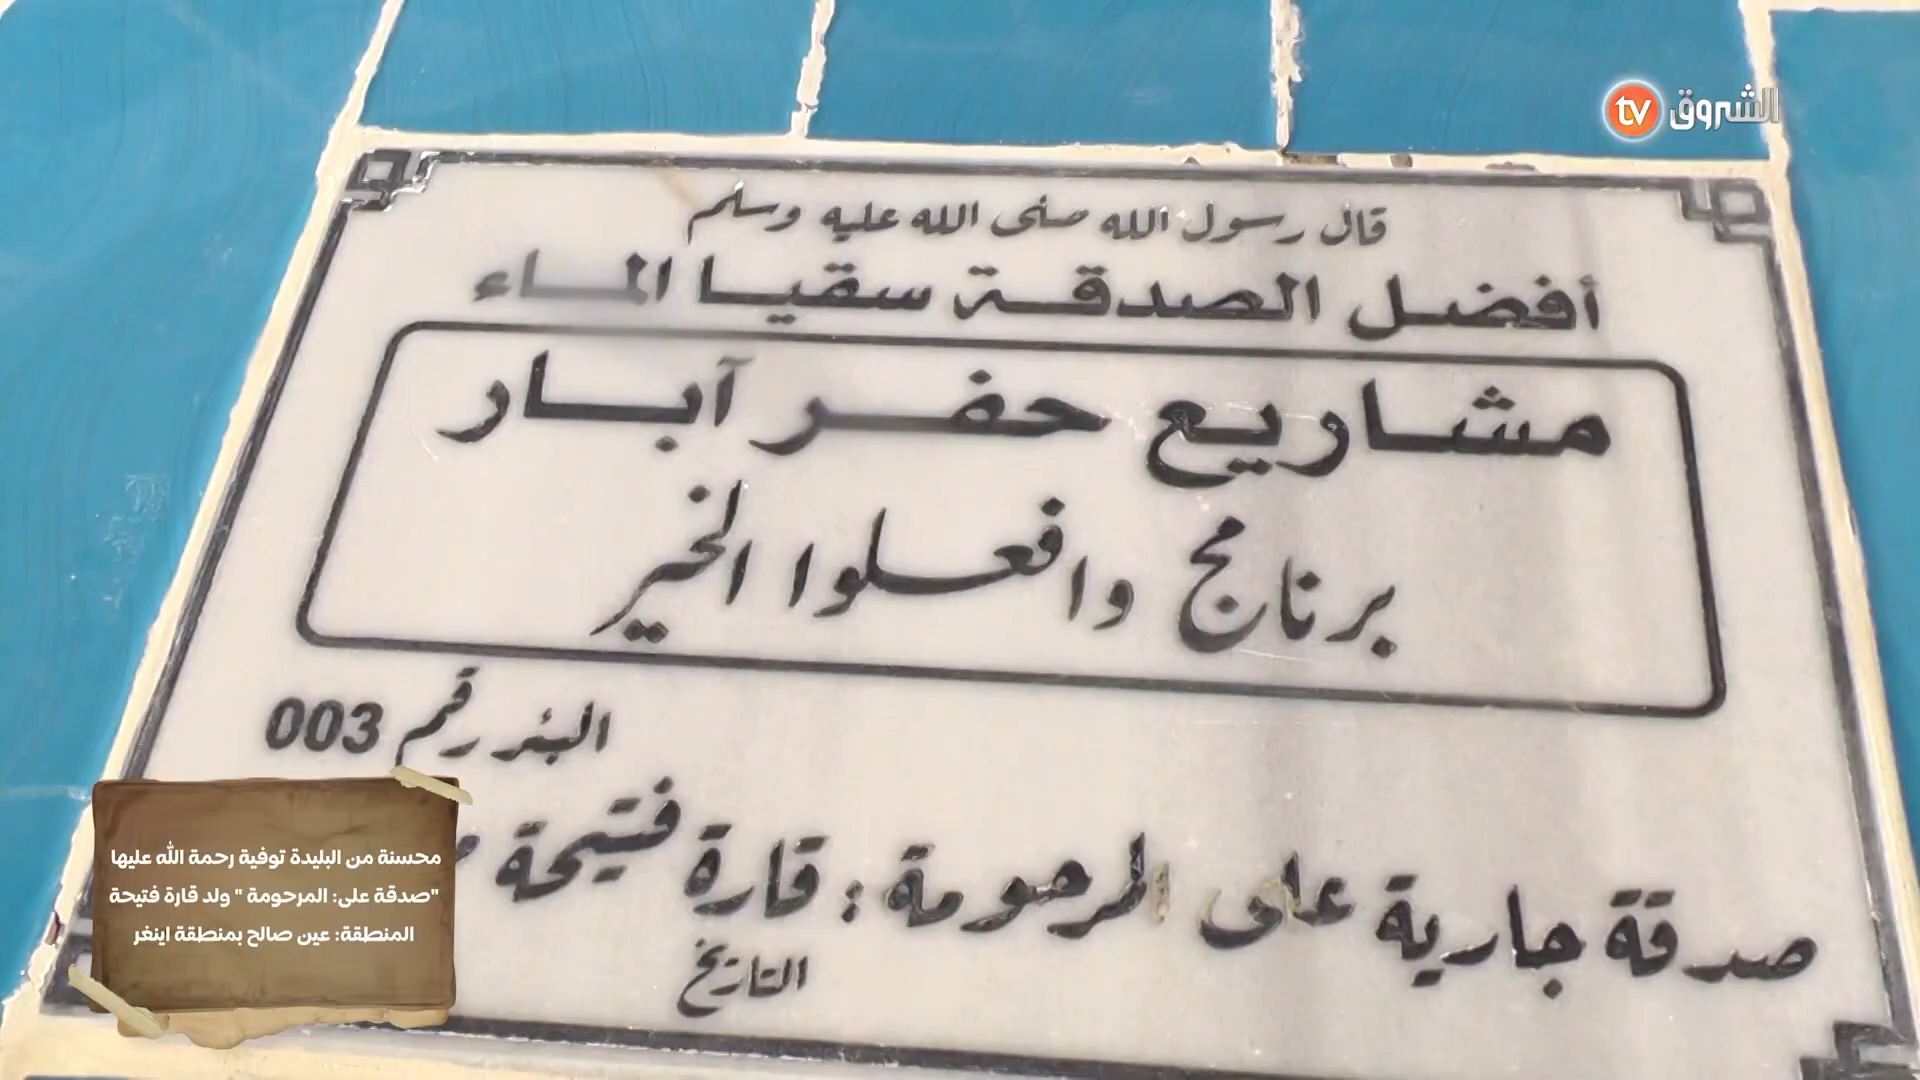 الشروق tv
قال رسول الله صلى الله عليه وسلم
أفضل الصدقة سقيا الماء
مشاريع حفر آبار
برنامج وافعلوا الخير
البئر رقم 003
صدقة جارية على المرحومة : قارة فتيحة
التاريخ
محسنة من البليدة توفية رحمة الله عليها
"صدقة على: المرحومة " ولد قارة فتيحة
المنطقة: عين صالح بمنطقة اينغر